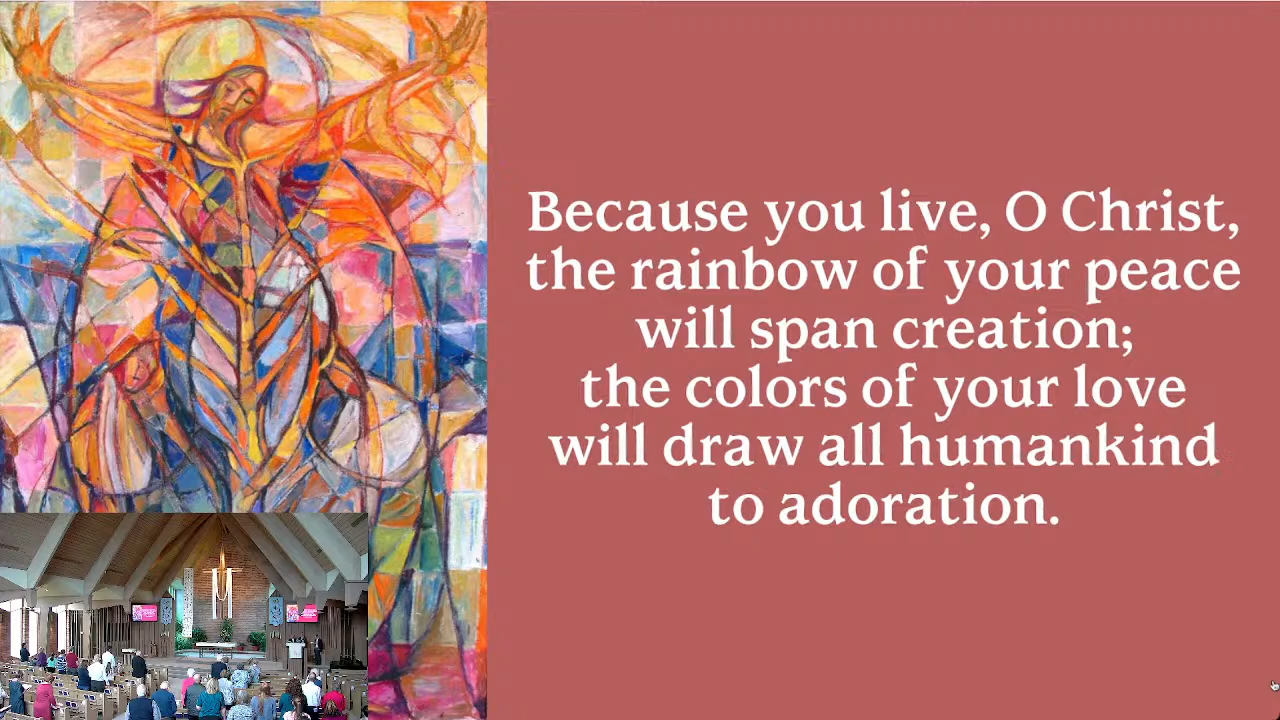 Because you live, O Christ,
the rainbow of your peace
will span creation;
the colors of your love
will draw all humankind
to adoration.